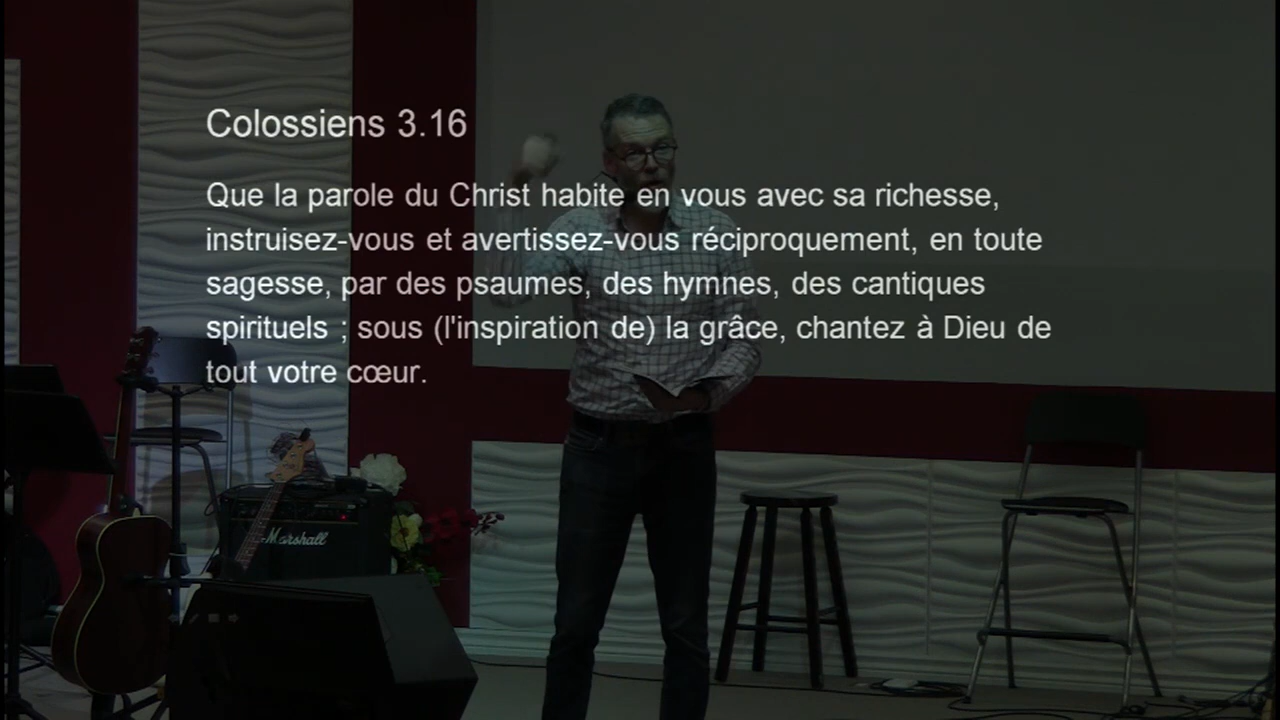 Colossiens 3.16
Que la parole du Christ habite en vous avec sa richesse,
instruisez-vous et avertissez-vous réciproquement, en toute
sagesse, par des psaumes, des hymnes, des cantiques
spirituels ; sous (l'inspiration de) la grâce, chantez à Dieu de
tout votre cœur.
Marshall